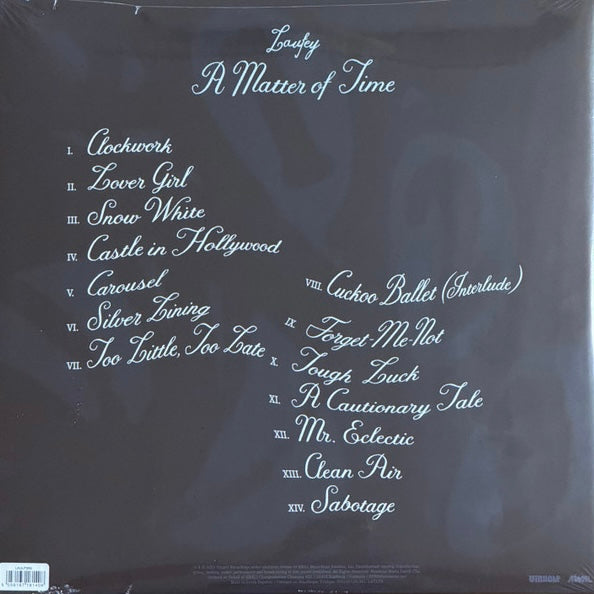 Laufey
A Matter of Time
I. Clockwork
II. Lover Girl
III. Snow White
IV. Castle in Hollywood
V. Carousel
VI. Silver Lining
VII. Too Little, Too Late
VIII. Cuckoo Ballet (Interlude)
IX Forget-Me-Not
X. Tough Luck
XI. A Cautionary Tale
XII. Mr. Eclectic
XIII. Clean Air
XIV. Sabotage